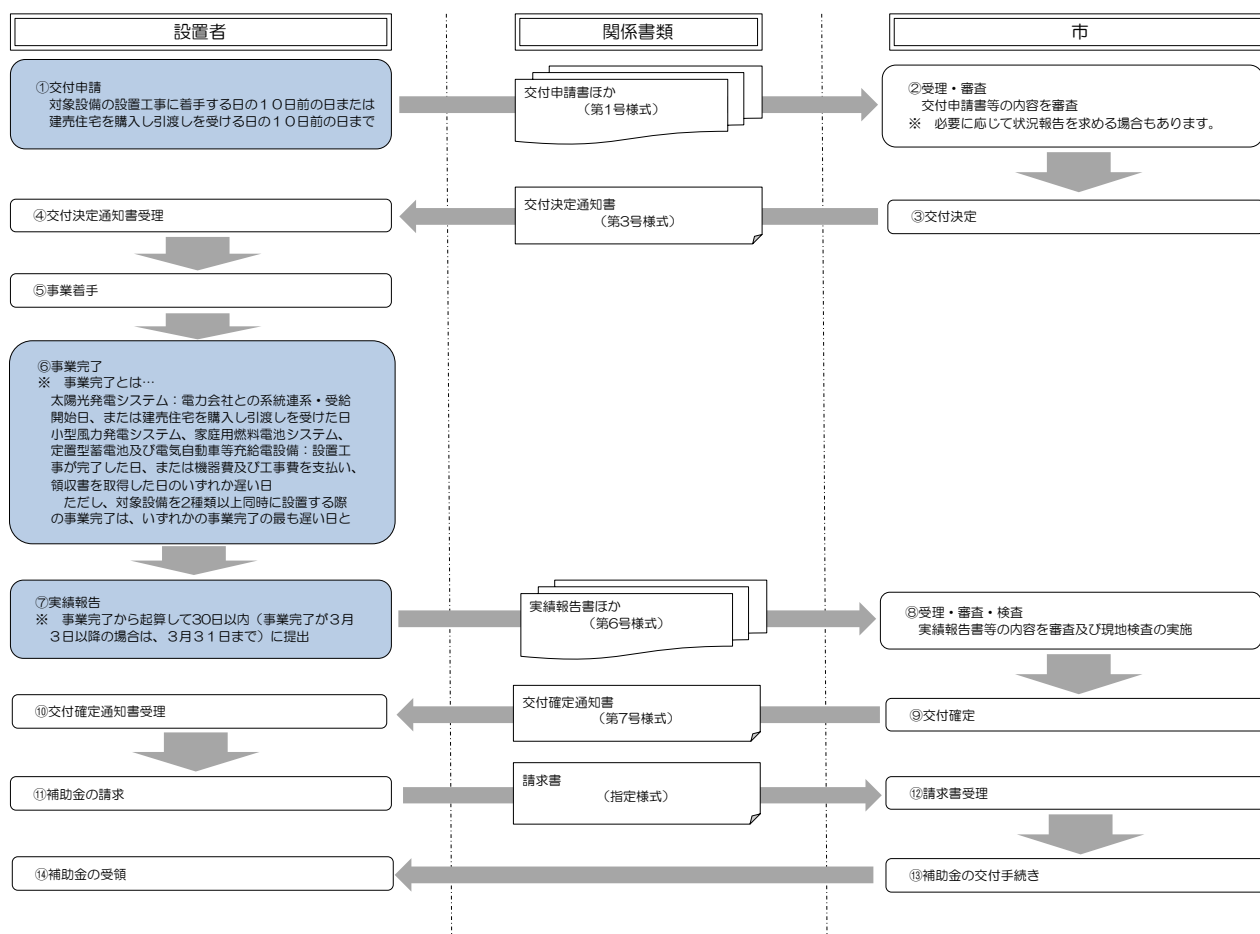 設置者
関係書類
市
①交付申請
対象設備の設置工事に着手する日の１０日前の日または
建売住宅を購入し引渡しを受ける日の１０日前の日まで
交付申請書ほか
（第1号様式）
②受理・審査
交付申請書等の内容を審査
※　必要に応じて状況報告を求める場合もあります。
④交付決定通知書受理
交付決定通知書
（第3号様式）
③交付決定
⑤事業着手
⑥事業完了
※　事業完了とは…
太陽光発電システム：電力会社との系統連系・受給
開始日、または建売住宅を購入し引渡しを受けた日
小型風力発電システム、家庭用燃料電池システム、
定置型蓄電池及び電気自動車等充給電設備：設置工
事が完了した日、または機器費及び工事費を支払い、
領収書を取得した日のいずれか遅い日
ただし、対象設備を2種類以上同時に設置する際
の事業完了は、いずれかの事業完了の最も遅い日と
⑦実績報告
※　事業完了から起算して30日以内（事業完了が３月
３日以降の場合は、３月３１日まで）に提出
実績報告書ほか
（第6号様式）
⑧受理・審査・検査
実績報告書等の内容を審査及び現地検査の実施
⑩交付確定通知書受理
交付確定通知書
（第7号様式）
⑨交付確定
⑪補助金の請求
請求書
（指定様式）
⑫請求書受理
⑭補助金の受領
⑬補助金の交付手続き